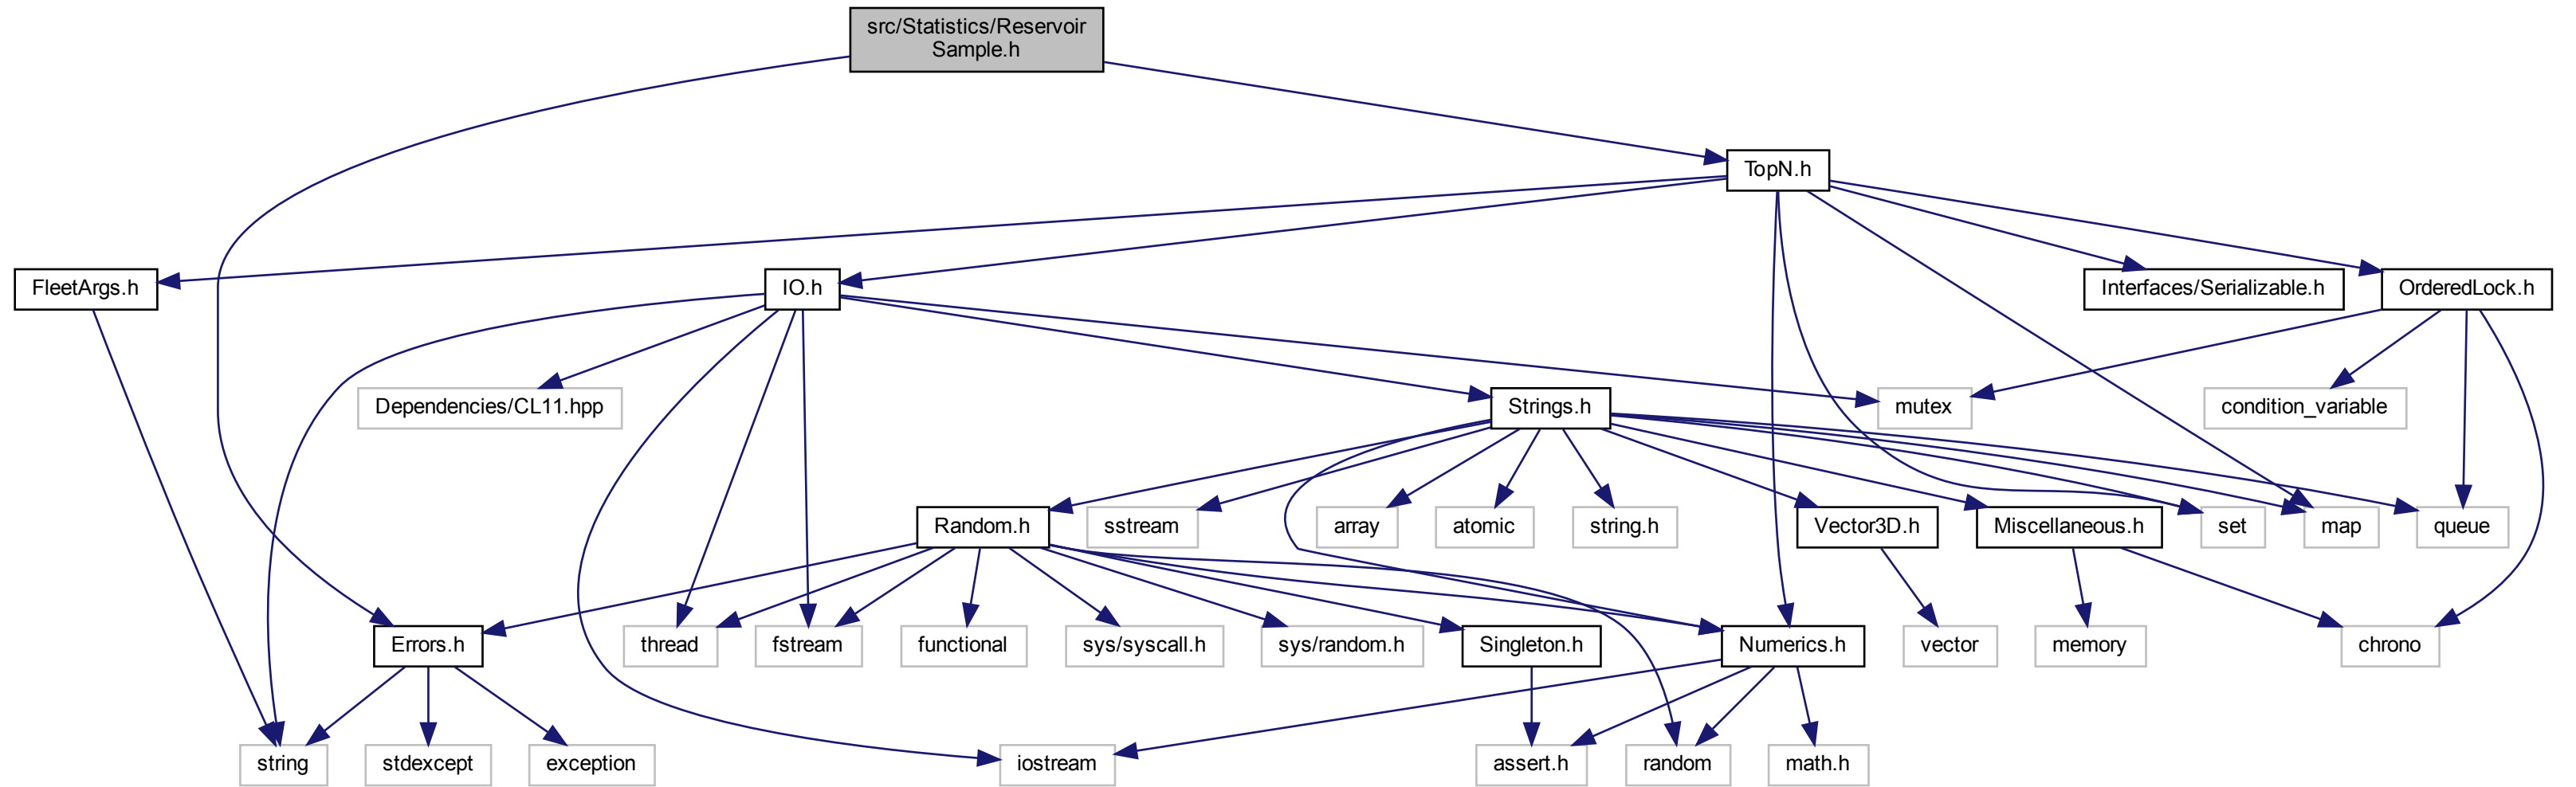 src/Statistics/Reservoir
Sample.h
TopN.h
FleetArgs.h
IO.h
Interfaces/Serializable.h
OrderedLock.h
Dependencies/CL11.hpp
Strings.h
mutex
condition_variable
Random.h
sstream
array
atomic
string.h
Vector3D.h
Miscellaneous.h
set
map
queue
Errors.h
thread
fstream
functional
sys/syscall.h
sys/random.h
Singleton.h
Numerics.h
vector
memory
chrono
string
stdexcept
exception
iostream
assert.h
random
math.h